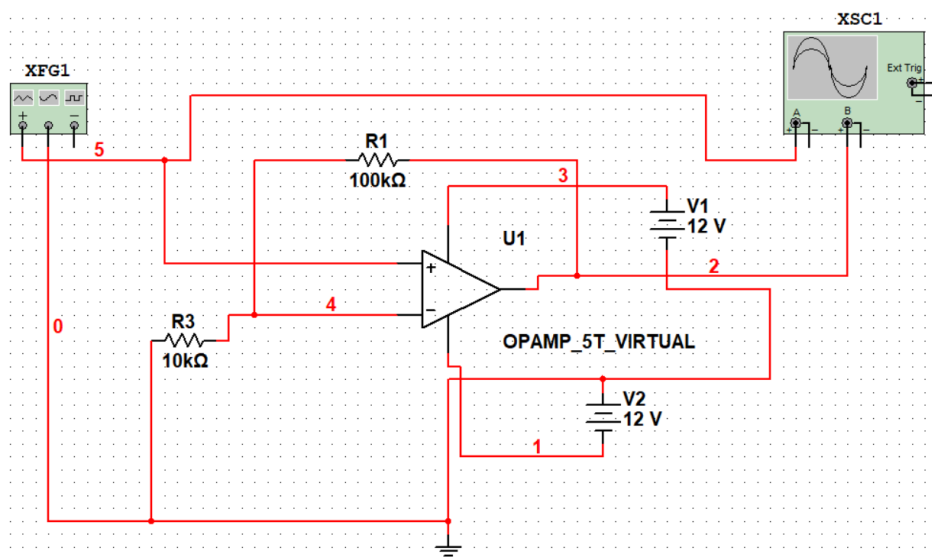 XSC1
Ext Trig
+
−
A
B
+ − + −
XFG1
+ −
5
R1
100kΩ
3
V1
12 V
U1
2
+
−
4
R3
10kΩ
0
OPAMP_5T_VIRTUAL
V2
12 V
1